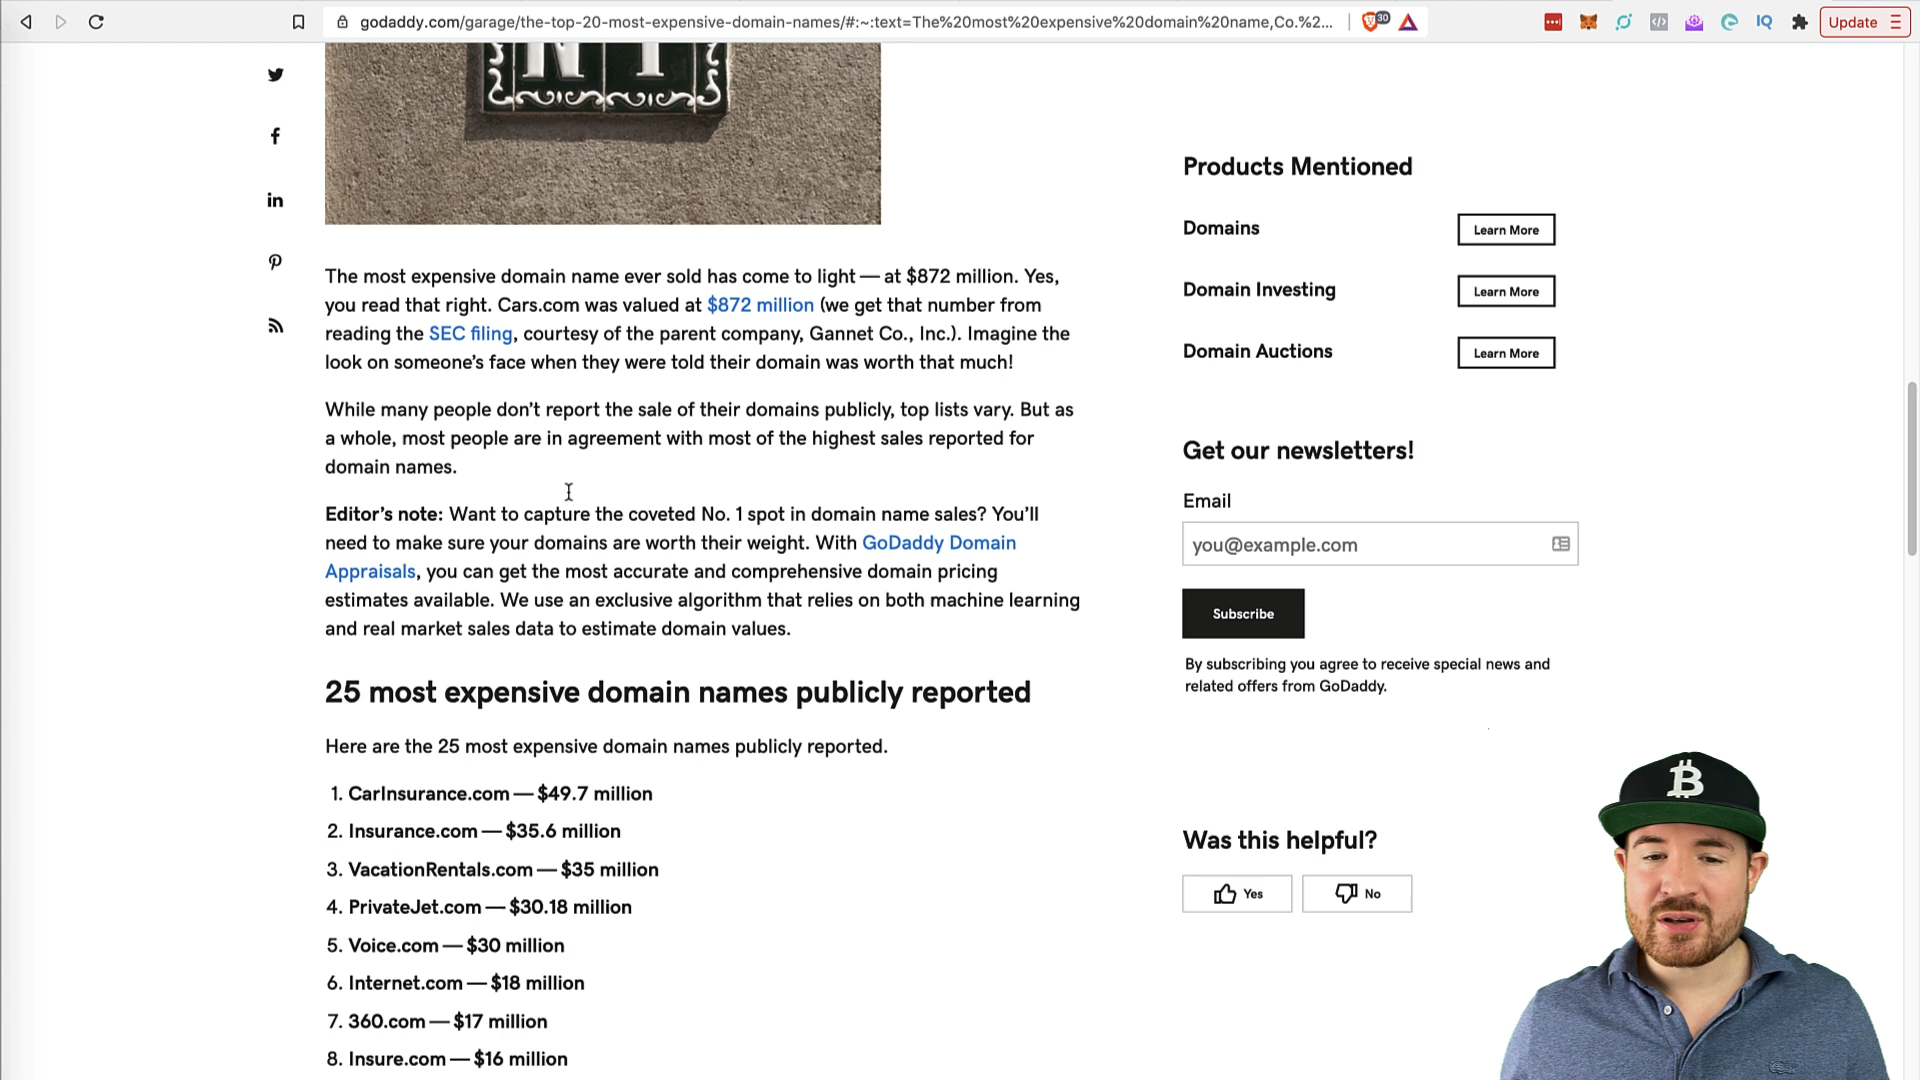 godaddy.com/garage/the-top-20-most-expensive-domain-names/#:~:text=The%20most%20expensive%20domain%20name,Co.%2...
30
</>
IQ
Update
N 1
The most expensive domain name ever sold has come to light — at $872 million. Yes,
you read that right. Cars.com was valued at $872 million (we get that number from
reading the SEC filing, courtesy of the parent company, Gannet Co., Inc.). Imagine the
look on someone's face when they were told their domain was worth that much!
While many people don't report the sale of their domains publicly, top lists vary. But as
a whole, most people are in agreement with most of the highest sales reported for
domain names.
Editor's note: Want to capture the coveted No. 1 spot in domain name sales? You'll
need to make sure your domains are worth their weight. With GoDaddy Domain
Appraisals, you can get the most accurate and comprehensive domain pricing
estimates available. We use an exclusive algorithm that relies on both machine learning
and real market sales data to estimate domain values.
25 most expensive domain names publicly reported
Here are the 25 most expensive domain names publicly reported.
1. CarInsurance.com — $49.7 million
2. Insurance.com — $35.6 million
3. VacationRentals.com — $35 million
4. PrivateJet.com — $30.18 million
5. Voice.com — $30 million
6. Internet.com — $18 million
7. 360.com — $17 million
8. Insure.com — $16 million
Products Mentioned
Domains
Learn More
Domain Investing
Learn More
Domain Auctions
Learn More
Get our newsletters!
Email
you@example.com
Subscribe
By subscribing you agree to receive special news and
related offers from GoDaddy.
Was this helpful?
Yes
No